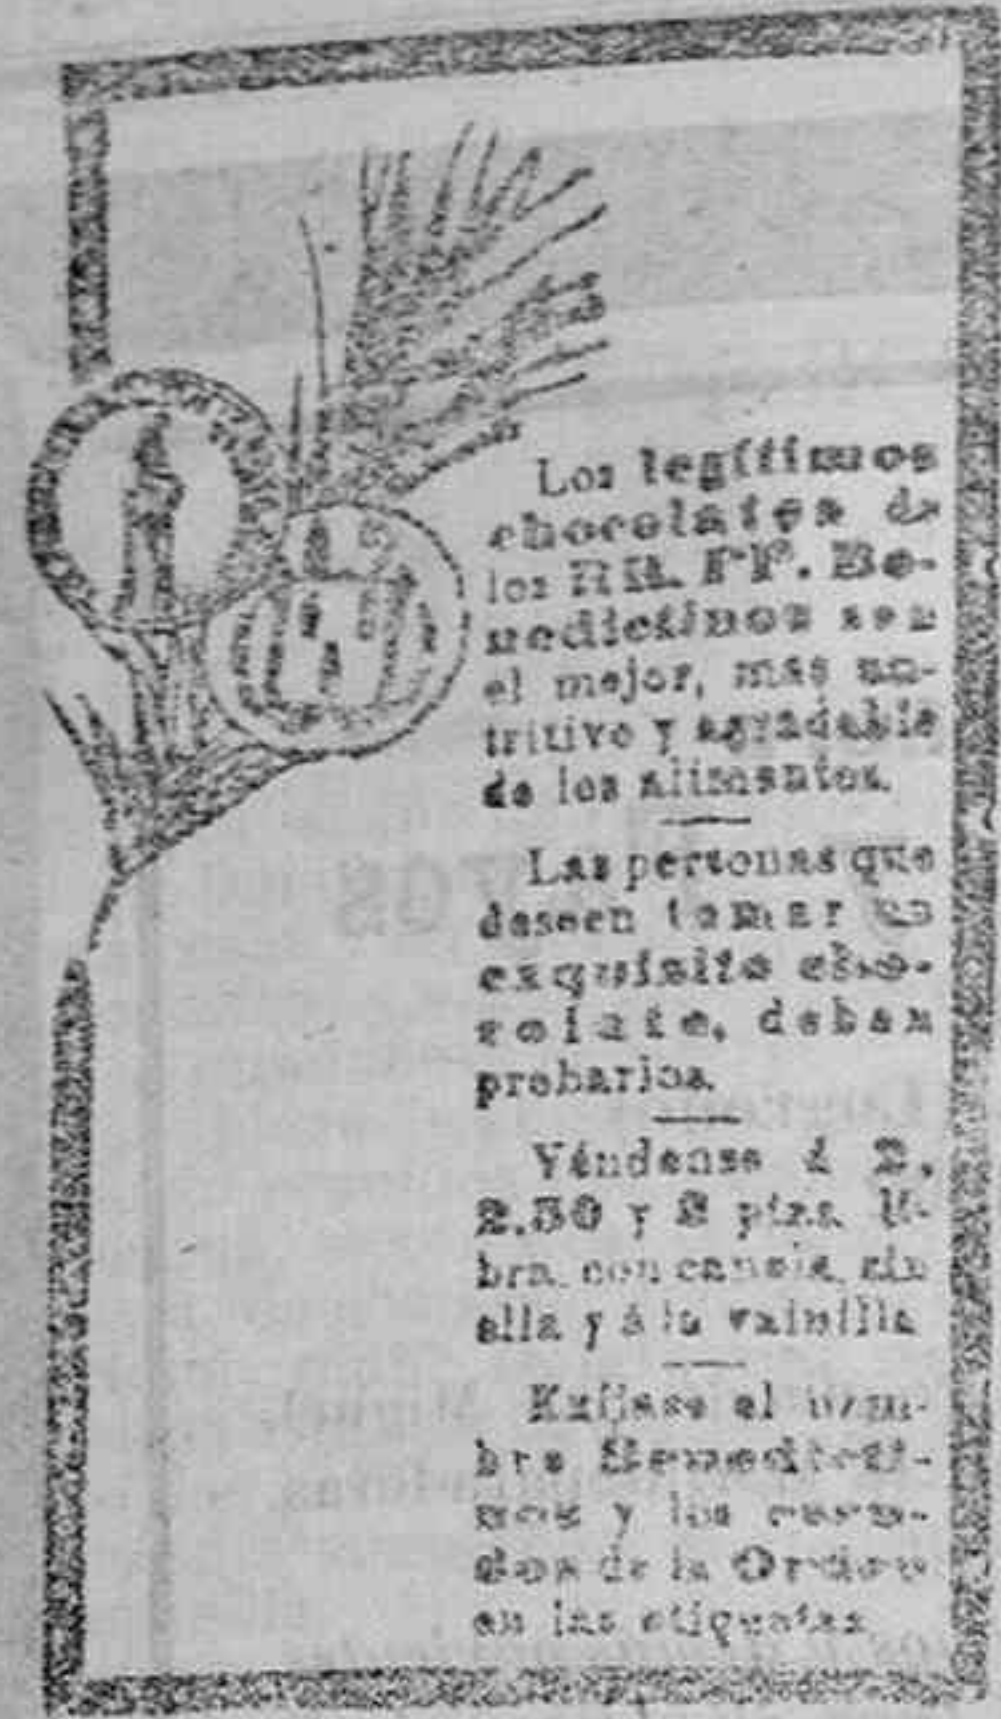 Los legítimos
chocolates de
los RR. PP. Be-
nedictinos son
el mejor, más nu-
tritivo y agradable
de los alimentos.
Las personas que
deseen tomar un
exquisito cho-
colate, deben
probarlos.
Véndense á 2,
2.50 y 3 ptas. li-
bra, con canela, sin
ella y á la vainilla
Exíjase el nom-
bre Benedicti-
nos y los escu-
dos de la Orden
en las etiquetas